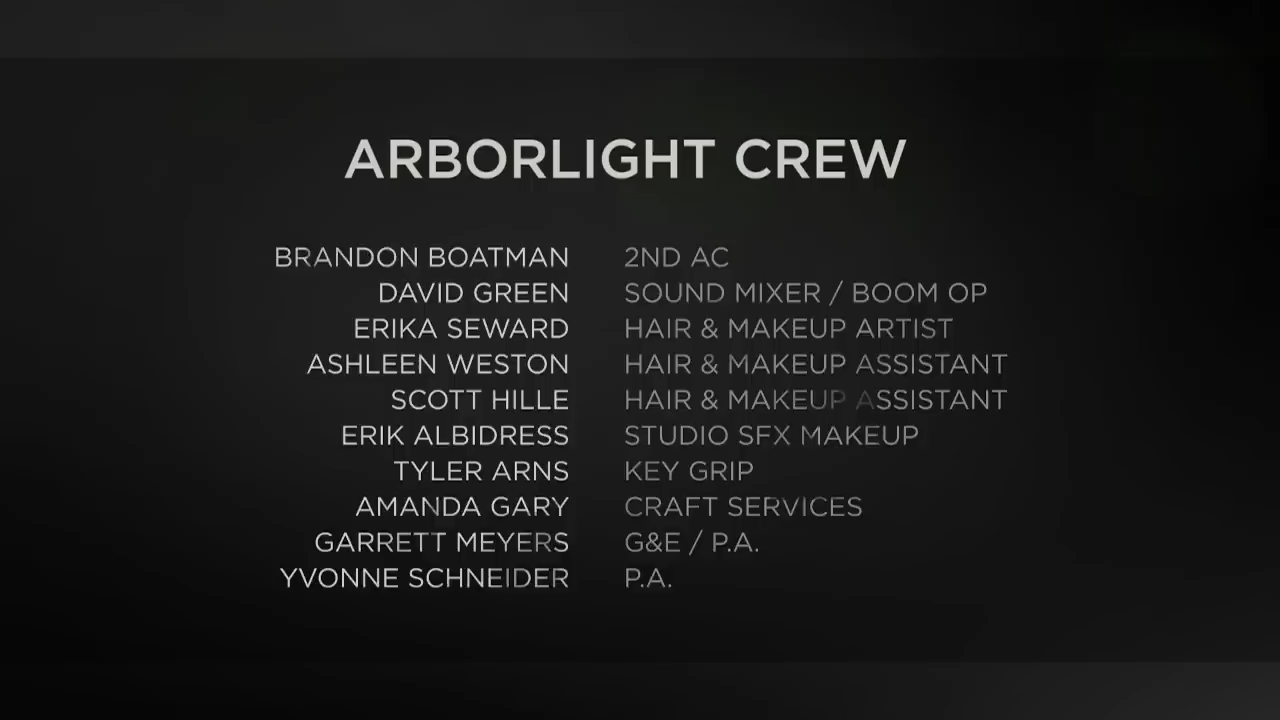 ARBORLIGHT CREW
BRANDON BOATMAN 2ND AC
DAVID GREEN SOUND MIXER / BOOM OP
ERIKA SEWARD HAIR & MAKEUP ARTIST
ASHLEEN WESTON HAIR & MAKEUP ASSISTANT
SCOTT HILLE HAIR & MAKEUP ASSISTANT
ERIK ALBIDRESS STUDIO SFX MAKEUP
TYLER ARNS KEY GRIP
AMANDA GARY CRAFT SERVICES
GARRETT MEYERS G&E / P.A.
YVONNE SCHNEIDER P.A.